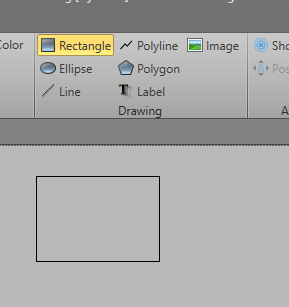 Color
Rectangle Polyline Image
Ellipse Polygon
Line Label
Drawing